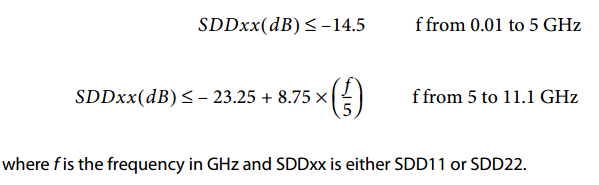 SDDxx(dB) ≤ −14.5 f from 0.01 to 5 GHz
SDDxx(dB) ≤ − 23.25 + 8.75 × (f/5) f from 5 to 11.1 GHz
where f is the frequency in GHz and SDDxx is either SDD11 or SDD22.